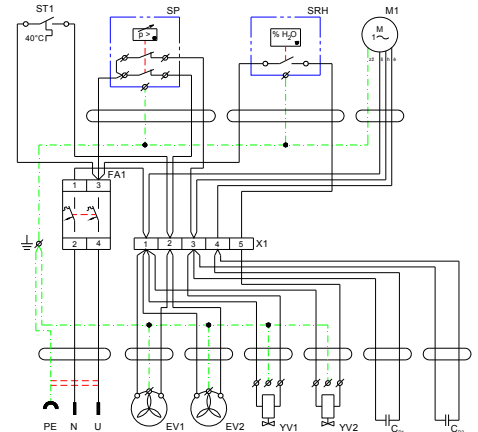 ST1
SP
SRH
M1
40°C
p >
% H₂O
M
1~
FA1
1 3
2 4
1 2 3 4 5
X1
PE N U EV1 EV2 YV1 YV2